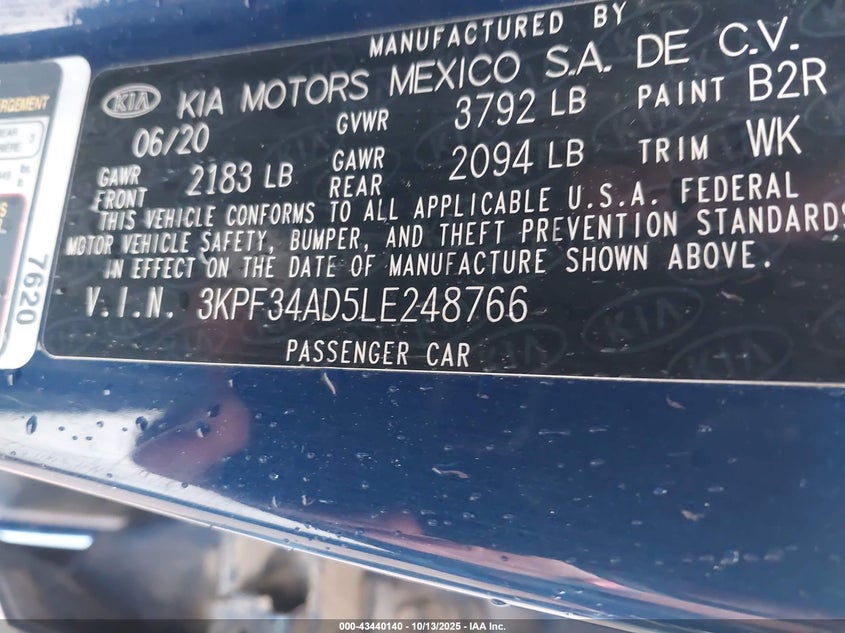 MANUFACTURED BY
KIA KIA MOTORS MEXICO S.A. DE C.V.
06/20 GVWR 3792 LB PAINT B2R
GAWR FRONT 2183 LB GAWR REAR 2094 LB TRIM WK
THIS VEHICLE CONFORMS TO ALL APPLICABLE U.S.A. FEDERAL
MOTOR VEHICLE SAFETY, BUMPER, AND THEFT PREVENTION STANDARDS
IN EFFECT ON THE DATE OF MANUFACTURE SHOWN ABOVE.
V.I.N. 3KPF34AD5LE248766
PASSENGER CAR
7620
000-43440140 - 10/13/2025 - IAA Inc.